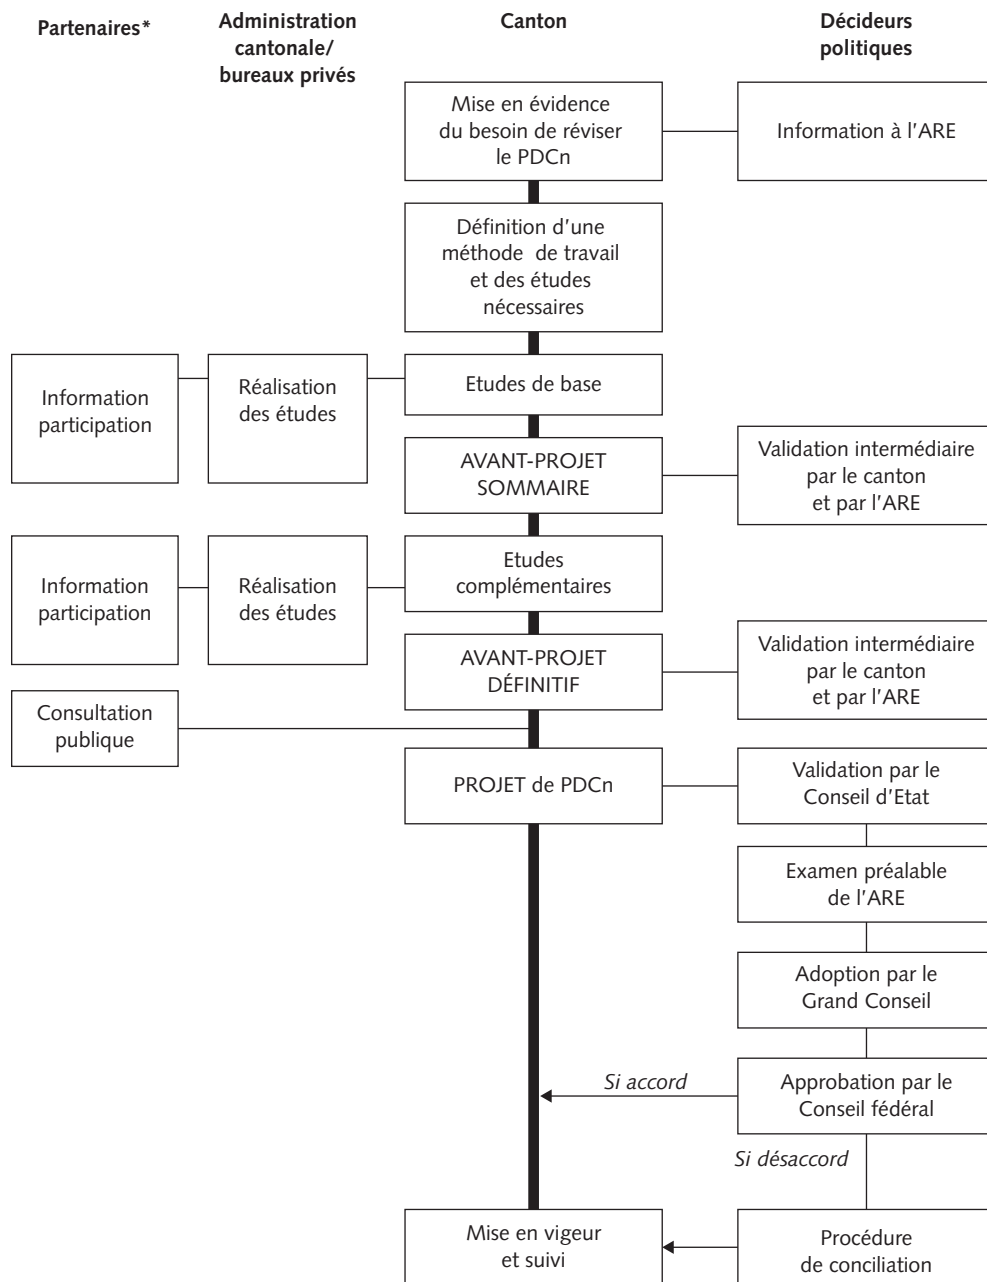 Partenaires*
Administration
cantonale/
bureaux privés
Canton
Décideurs
politiques
Mise en évidence
du besoin de réviser
le PDCn
Information à l'ARE
Définition d'une
méthode de travail
et des études
nécessaires
Information
participation
Réalisation
des études
Etudes de base
AVANT-PROJET
SOMMAIRE
Validation intermédiaire
par le canton
et par l'ARE
Information
participation
Réalisation
des études
Etudes
complémentaires
AVANT-PROJET
DÉFINITIF
Validation intermédiaire
par le canton
et par l'ARE
Consultation
publique
PROJET de PDCn
Validation par le
Conseil d'Etat
Examen préalable
de l'ARE
Adoption par le
Grand Conseil
Si accord
Approbation par le
Conseil fédéral
Si désaccord
Mise en vigeur
et suivi
Procédure
de conciliation